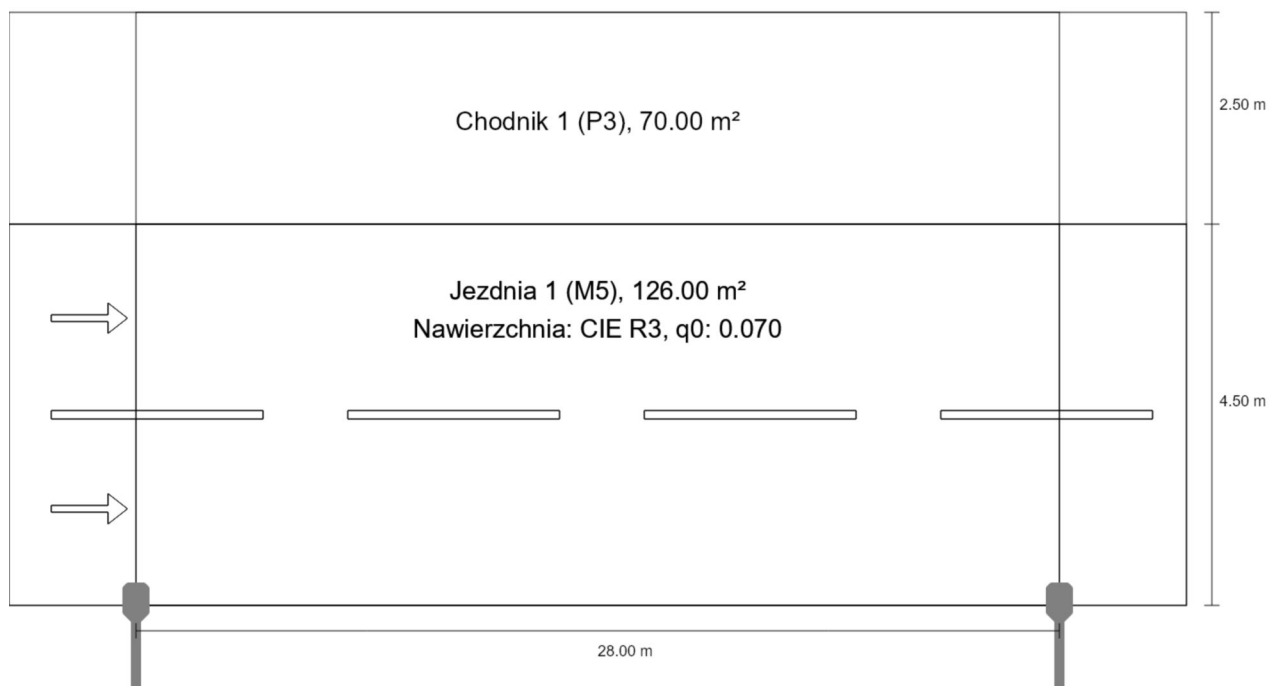 Chodnik 1 (P3), 70.00 m²
2.50 m
Jezdnia 1 (M5), 126.00 m²
Nawierzchnia: CIE R3, q0: 0.070
4.50 m
28.00 m